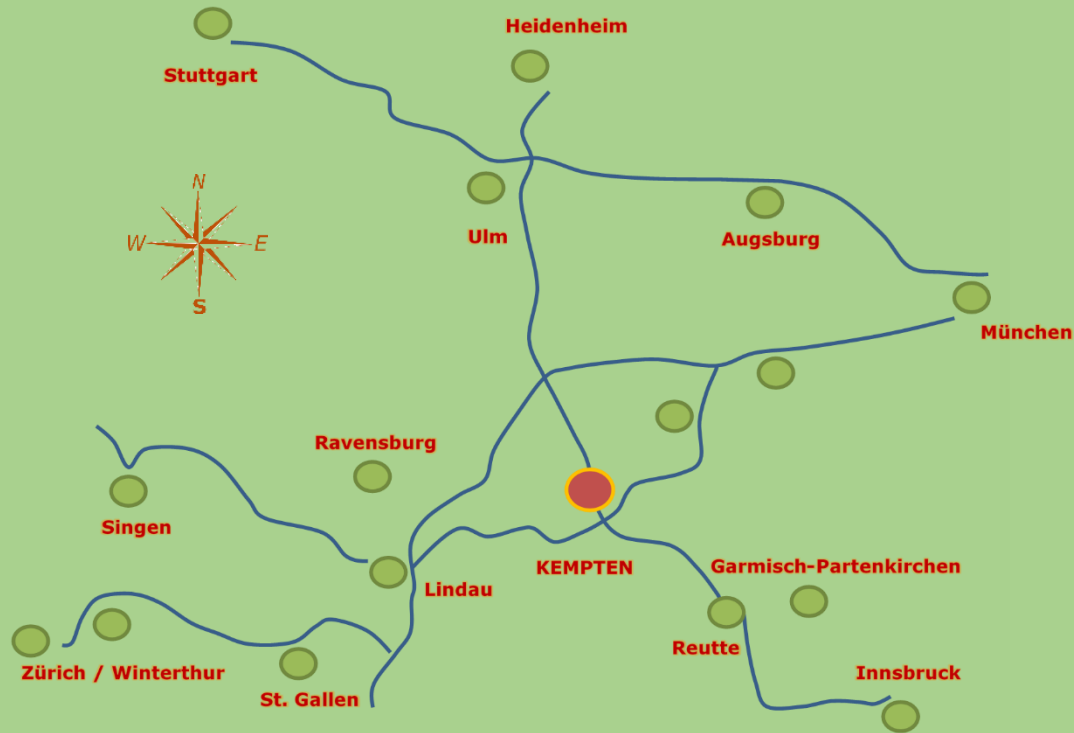 Heidenheim
Stuttgart
N
W
E
S
Ulm
Augsburg
München
Ravensburg
Singen
KEMPTEN
Garmisch-Partenkirchen
Lindau
Reutte
Zürich / Winterthur
St. Gallen
Innsbruck